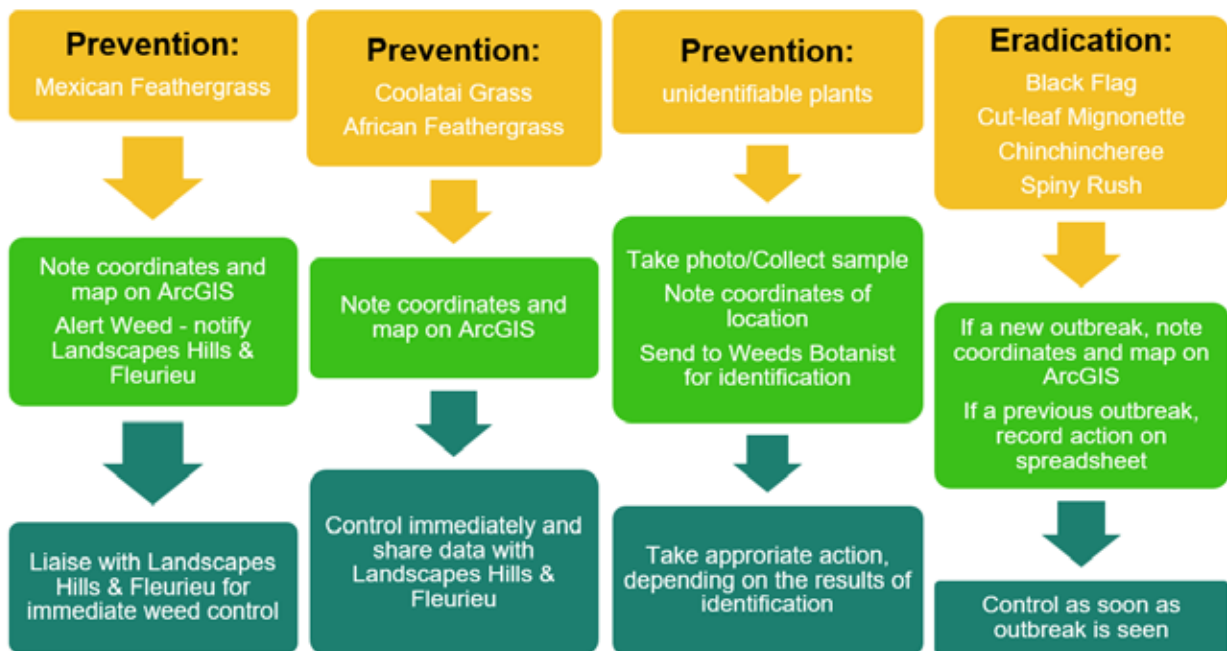 Prevention:
Mexican Feathergrass
Note coordinates and
map on ArcGIS
Alert Weed - notify
Landscapes Hills &
Fleurieu
Liaise with Landscapes
Hills & Fleurieu for
immediate weed control
Prevention:
Coolatai Grass
African Feathergrass
Note coordinates and
map on ArcGIS
Control immediately and
share data with
Landscapes Hills &
Fleurieu
Prevention:
unidentifiable plants
Take photo/Collect sample
Note coordinates of
location
Send to Weeds Botanist
for identification
Take approriate action,
depending on the results of
identification
Eradication:
Black Flag
Cut-leaf Mignonette
Chinchincheree
Spiny Rush
If a new outbreak, note
coordinates and map on
ArcGIS
If a previous outbreak,
record action on
spreadsheet
Control as soon as
outbreak is seen